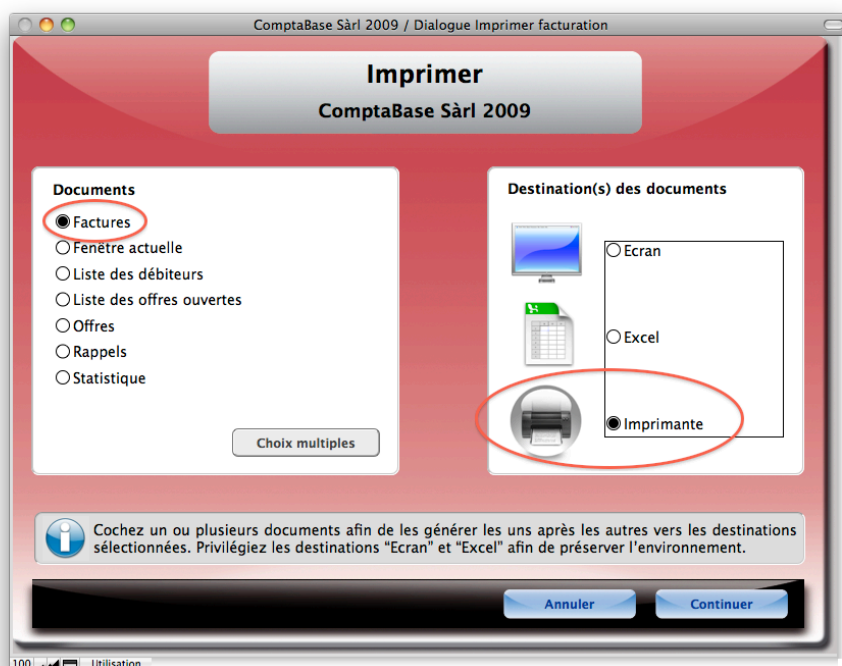 ComptaBase Sàrl 2009 / Dialogue Imprimer facturation
Imprimer
ComptaBase Sàrl 2009
Documents
Factures
Fenêtre actuelle
Liste des débiteurs
Liste des offres ouvertes
Offres
Rappels
Statistique
Choix multiples
Destination(s) des documents
Ecran
Excel
Imprimante
Cochez un ou plusieurs documents afin de les générer les uns après les autres vers les destinations
sélectionnées. Privilégiez les destinations “Ecran” et “Excel” afin de préserver l’environnement.
Annuler
Continuer
100
Utilisation